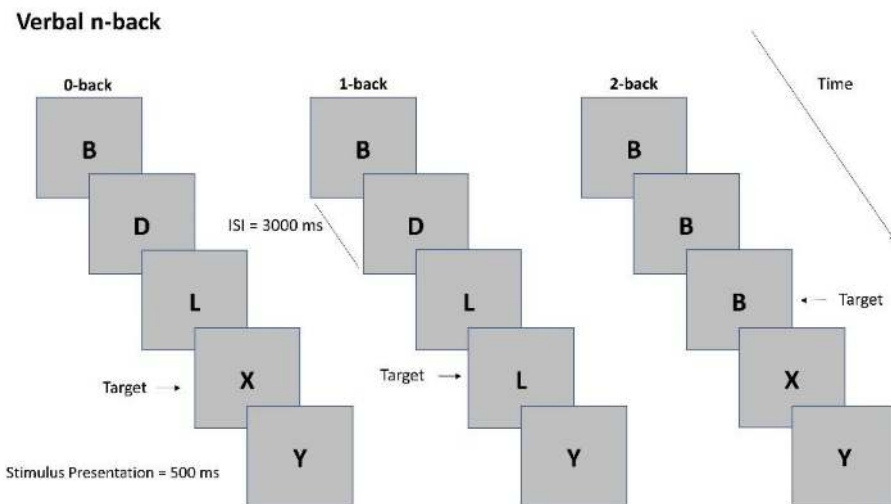 Verbal n-back
0-back
1-back
2-back
Time
B
D
L
X
Y
Target
Stimulus Presentation = 500 ms
B
D
L
L
Y
ISI = 3000 ms
Target
B
B
B
X
Y
Target